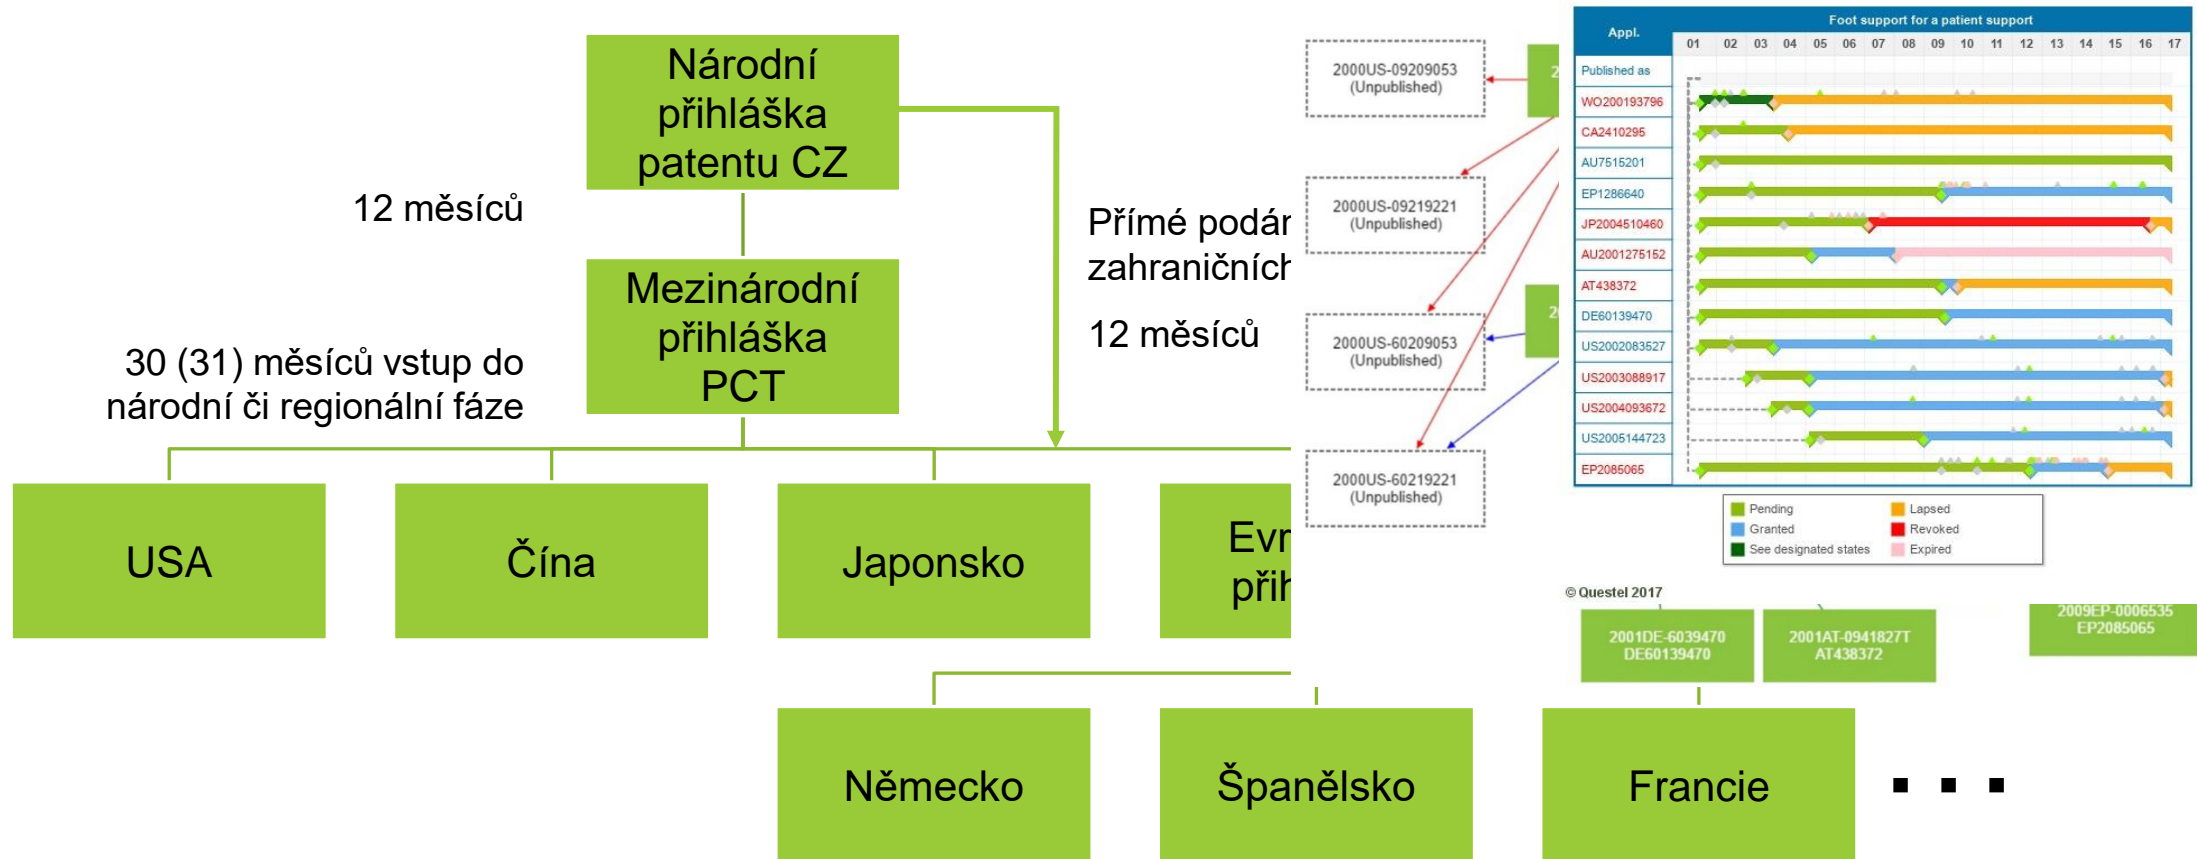 Národní
přihláška
patentu CZ
12 měsíců
Mezinárodní
přihláška
PCT
30 (31) měsíců vstup do
národní či regionální fáze
Přímé
zahraničních
12 měsíců
USA
Čína
Japonsko
Německo
Španělsko
Francie
. . .
2000US-09209053
(Unpublished)
2000US-09219221
(Unpublished)
2000US-60209053
(Unpublished)
2000US-60219221
(Unpublished)
Foot support for a patient support
Appl.
01 02 03 04 05 06 07 08 09 10 11 12 13 14 15 16 17
Published as
WO200193796
CA2410295
AU7515201
EP1286640
JP2004510460
AU2001275152
AT438372
DE60139470
US2002083527
US2003088917
US2004093672
US2005144723
EP2085065
Pending
Lapsed
Granted
Revoked
See designated states
Expired
© Questel 2017
2001DE-6039470
DE60139470
2001AT-0941827T
AT438372
2009EP-0006535
EP2085065